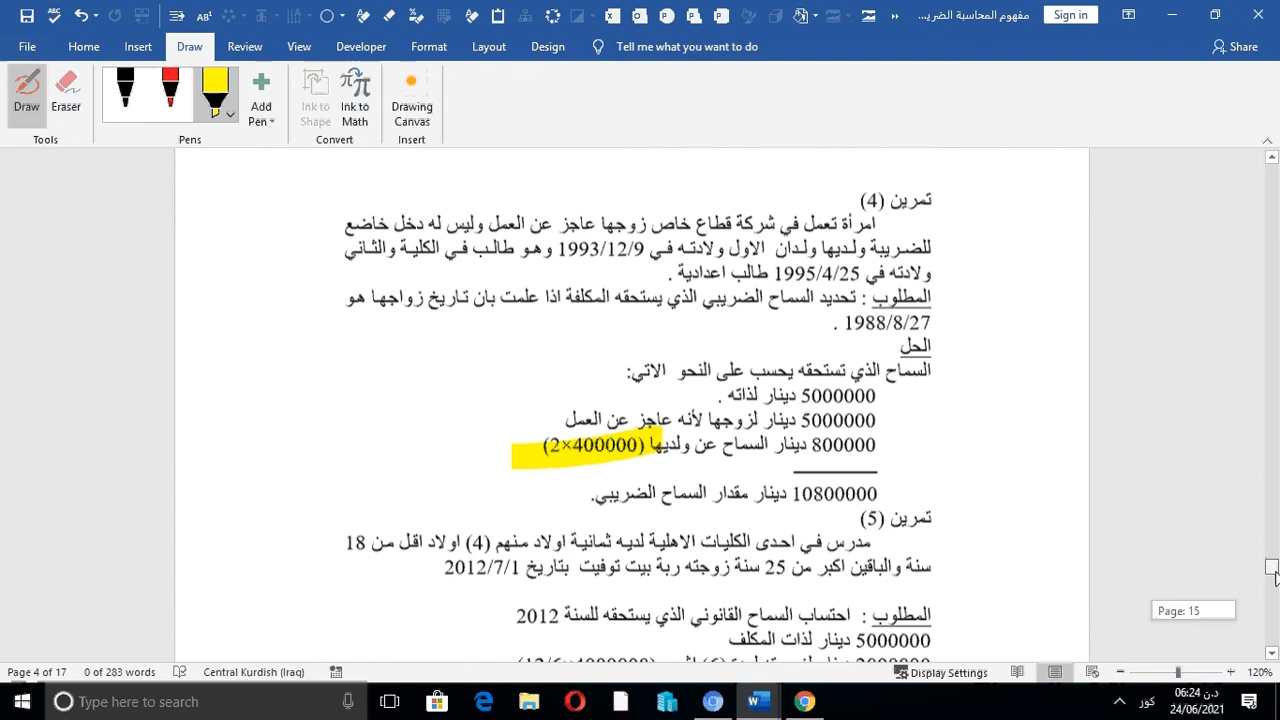 مفهوم المحاسبة الضريـ...
Sign in
File
Home
Insert
Draw
Review
View
Developer
Format
Layout
Design
Tell me what you want to do
Share
Draw
Eraser
Add Pen
Ink to Shape
Ink to Math
Drawing Canvas
Tools
Pens
Convert
Insert
تمرين (4)
امرأة تعمل في شركة قطاع خاص زوجها عاجز عن العمل وليس له دخل خاضع
للضريبة ولديها ولدان الاول ولادته في 1993/12/9 وهو طالب في الكلية والثاني
ولادته في 1995/4/25 طالب اعدادية .
المطلوب : تحديد السماح الضريبي الذي يستحقه المكلفة اذا علمت بان تاريخ زواجها هو
1988/8/27 .
الحل
السماح الذي تستحقه يحسب على النحو الاتي:
5000000 دينار لذاته .
5000000 دينار لزوجها لأنه عاجز عن العمل
800000 دينار السماح عن ولديها (400000×2)
10800000 دينار مقدار السماح الضريبي.
تمرين (5)
مدرس في احدى الكليات الاهلية لديه ثمانية اولاد منهم (4) اولاد اقل من 18
سنة والباقين اكبر من 25 سنة زوجته ربة بيت توفيت بتاريخ 2012/7/1
المطلوب : احتساب السماح القانوني الذي يستحقه للسنة 2012
5000000 دينار لذات المكلف
Page: 15
Page 4 of 17
0 of 283 words
Central Kurdish (Iraq)
Display Settings
120%
Type here to search
كور
06:24 د.ن
24/06/2021